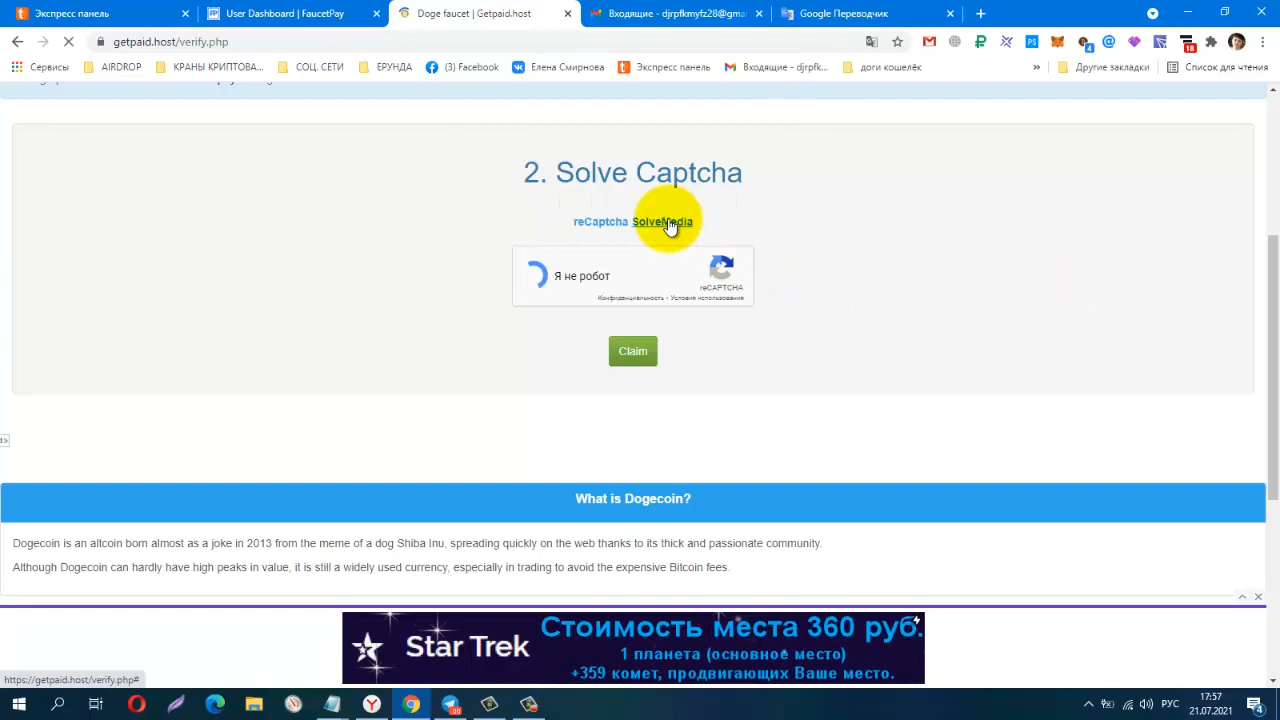 Экспресс панель
User Dashboard | FaucetPay
Doge faucet | Getpaid.host
Входящие - djrpfkmyfz28@gma
Google Переводчик
getpaid.host/verify.php
4
18
Сервисы
AIRDROP
КРАНЫ КРИПТОВА...
СОЦ. СЕТИ
ЕРУНДА
(3) Facebook
Елена Смирнова
Экспресс панель
Входящие - djrpfk...
доги кошелёк
»
Другие закладки
Список для чтения
2. Solve Captcha
reCaptcha SolveMedia
Я не робот
reCAPTCHA
Конфиденциальность - Условия использования
Claim
What is Dogecoin?
Dogecoin is an altcoin born almost as a joke in 2013 from the meme of a dog Shiba Inu, spreading quickly on the web thanks to its thick and passionate community.
Although Dogecoin can hardly have high peaks in value, it is still a widely used currency, especially in trading to avoid the expensive Bitcoin fees.
Star Trek
Стоимость места 360 руб.
1 планета (основное место)
+359 комет, продвигающих Ваше место.
https://getpaid.host/verify.php#
РУС
17:57
21.07.2021
4